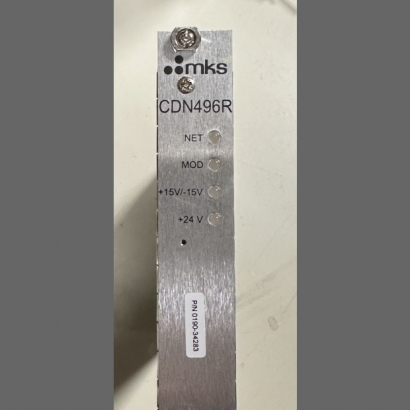 mks
CDN496R
NET
MOD
+15V/-15V
+24 V
P/N 0190-34283